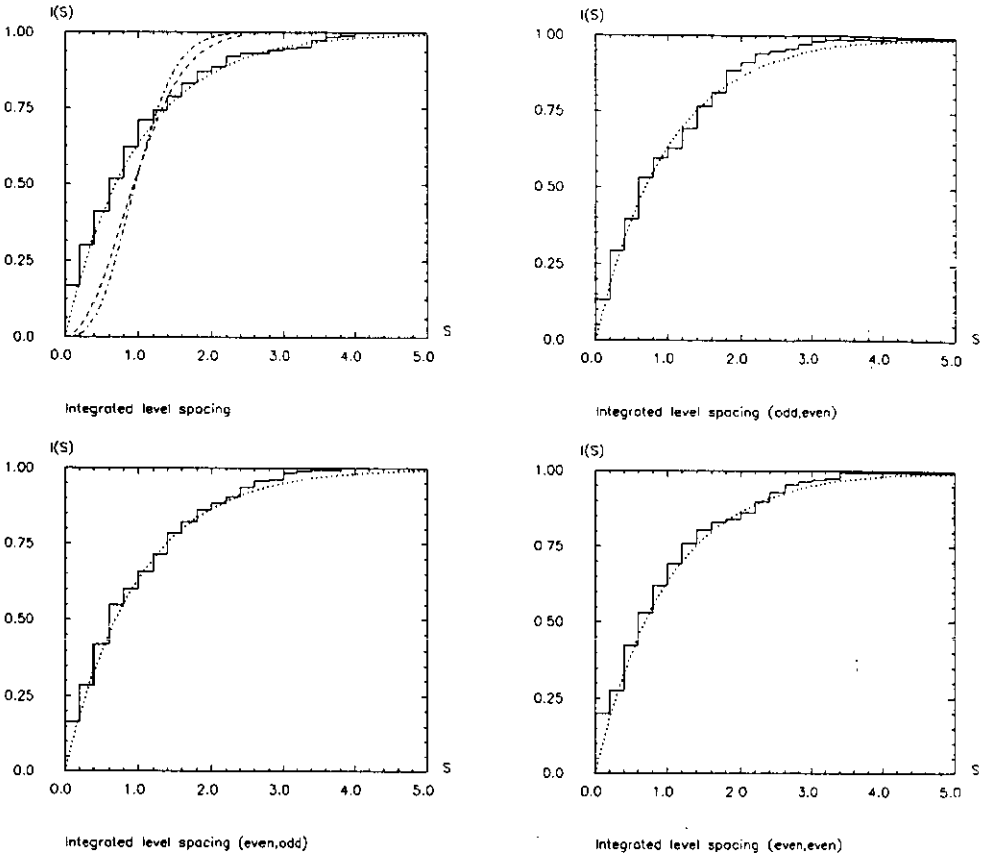 I(S)
1.00
0.75
0.50
0.25
0.0
0.0 1.0 2.0 3.0 4.0 5.0
S
Integrated level spacing
I(S)
1.00
0.75
0.50
0.25
0.0
0.0 1.0 2.0 3.0 4.0 5.0
S
Integrated level spacing (odd,even)
I(S)
1.00
0.75
0.50
0.25
0.0
0.0 1.0 2.0 3.0 4.0 5.0
S
Integrated level spacing (even,odd)
I(S)
1.00
0.75
0.50
0.25
0.0
0.0 1.0 2.0 3.0 4.0 5.0
S
Integrated level spacing (even,even)